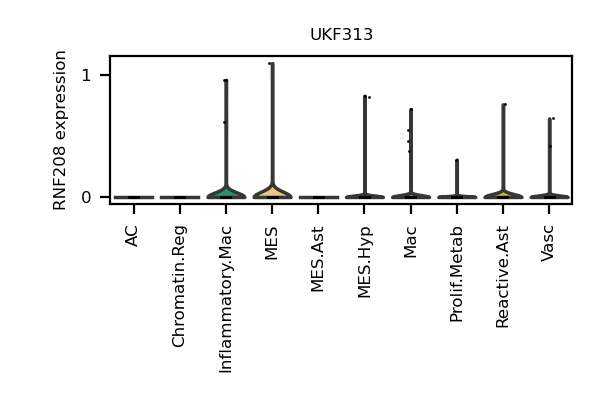 UKF313
RNF208 expression
1
0
AC
Chromatin.Reg
Inflammatory.Mac
MES
MES.Ast
MES.Hyp
Mac
Prolif.Metab
Reactive.Ast
Vasc